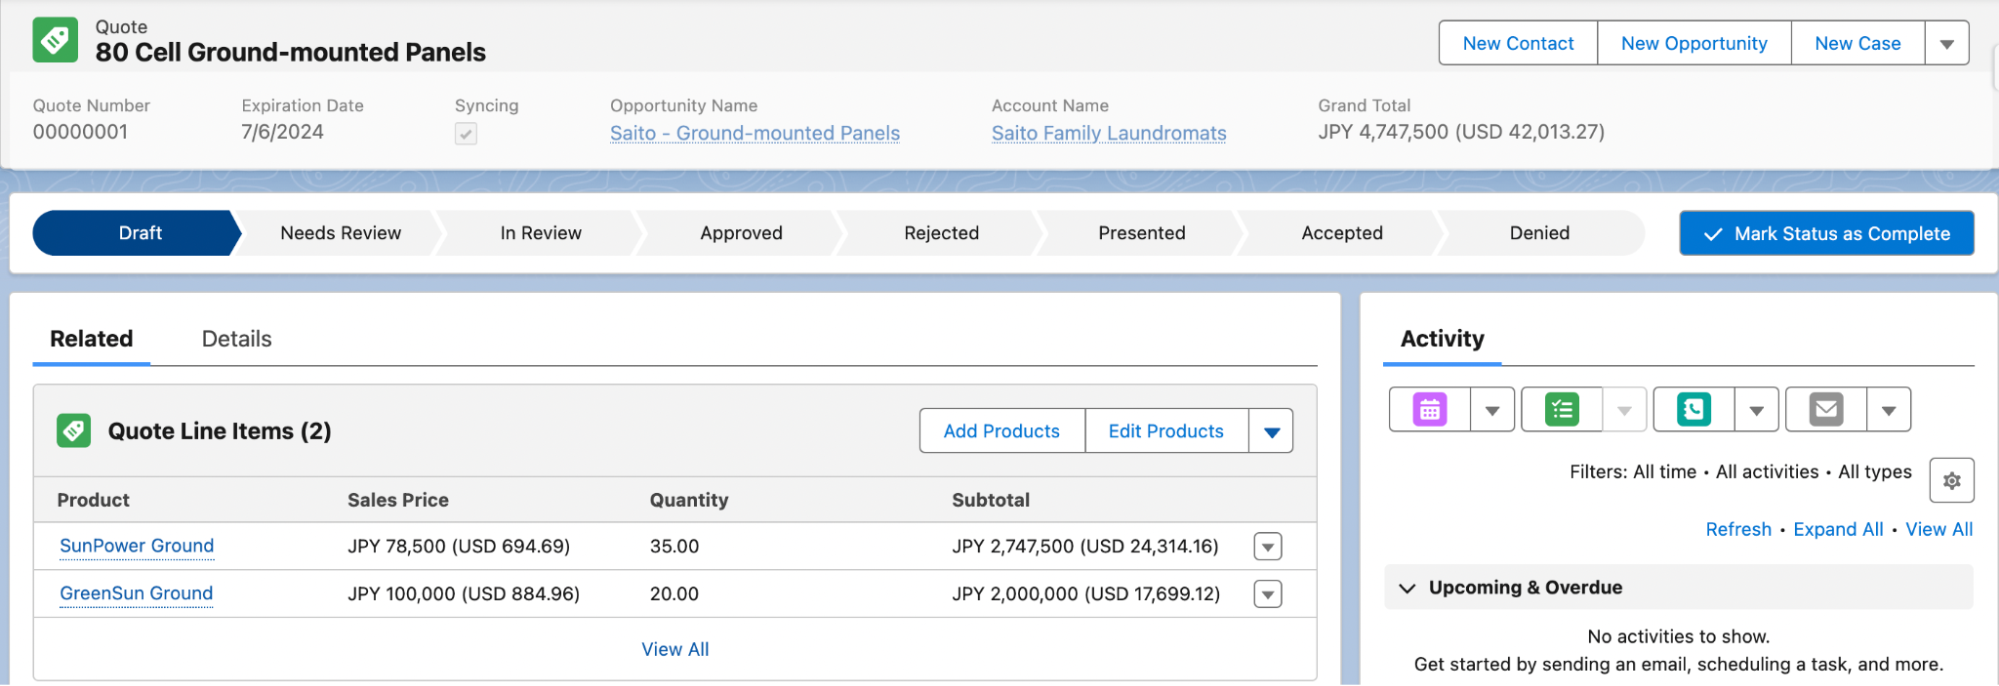 Quote
80 Cell Ground-mounted Panels
New Contact New Opportunity New Case
Quote Number Expiration Date Syncing Opportunity Name Account Name Grand Total
00000001 7/6/2024 Saito - Ground-mounted Panels Saito Family Laundromats JPY 4,747,500 (USD 42,013.27)
Draft Needs Review In Review Approved Rejected Presented Accepted Denied Mark Status as Complete
Related Details
Quote Line Items (2) Add Products Edit Products
Product Sales Price Quantity Subtotal
SunPower Ground JPY 78,500 (USD 694.69) 35.00 JPY 2,747,500 (USD 24,314.16)
GreenSun Ground JPY 100,000 (USD 884.96) 20.00 JPY 2,000,000 (USD 17,699.12)
View All
Activity
Filters: All time • All activities • All types
Refresh • Expand All • View All
Upcoming & Overdue
No activities to show.
Get started by sending an email, scheduling a task, and more.